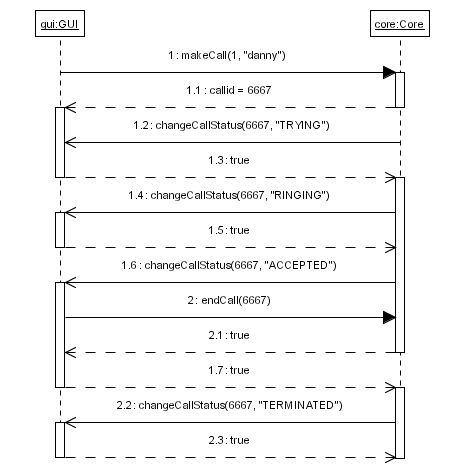 gui:GUI
core:Core
1 : makeCall(1, "danny")
1.1 : callid = 6667
1.2 : changeCallStatus(6667, "TRYING")
1.3 : true
1.4 : changeCallStatus(6667, "RINGING")
1.5 : true
1.6 : changeCallStatus(6667, "ACCEPTED")
2 : endCall(6667)
2.1 : true
1.7 : true
2.2 : changeCallStatus(6667, "TERMINATED")
2.3 : true